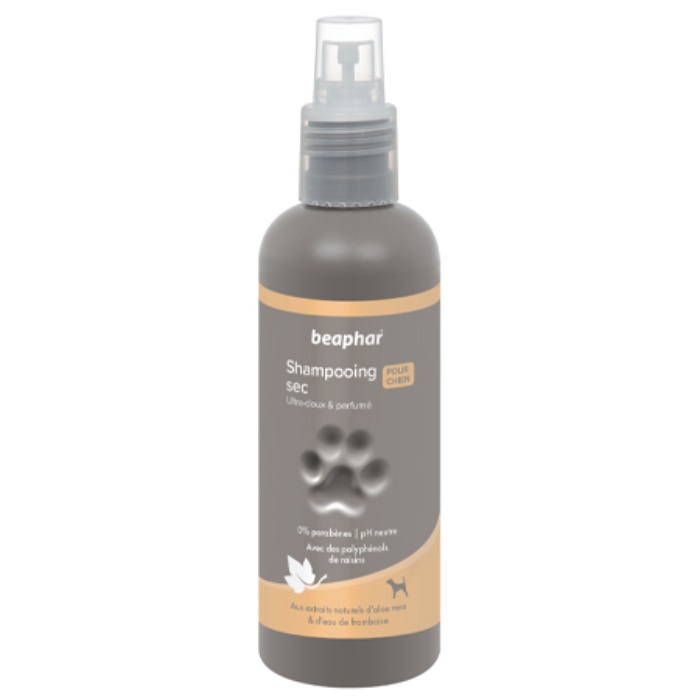 beaphar
Shampooing
sec
POUR
CHIEN
Ultra-doux & parfumé
0% parabènes | pH neutre
Avec des polyphénols
de raisins
Aux extraits naturels d'aloe vera
& d'eau de framboise